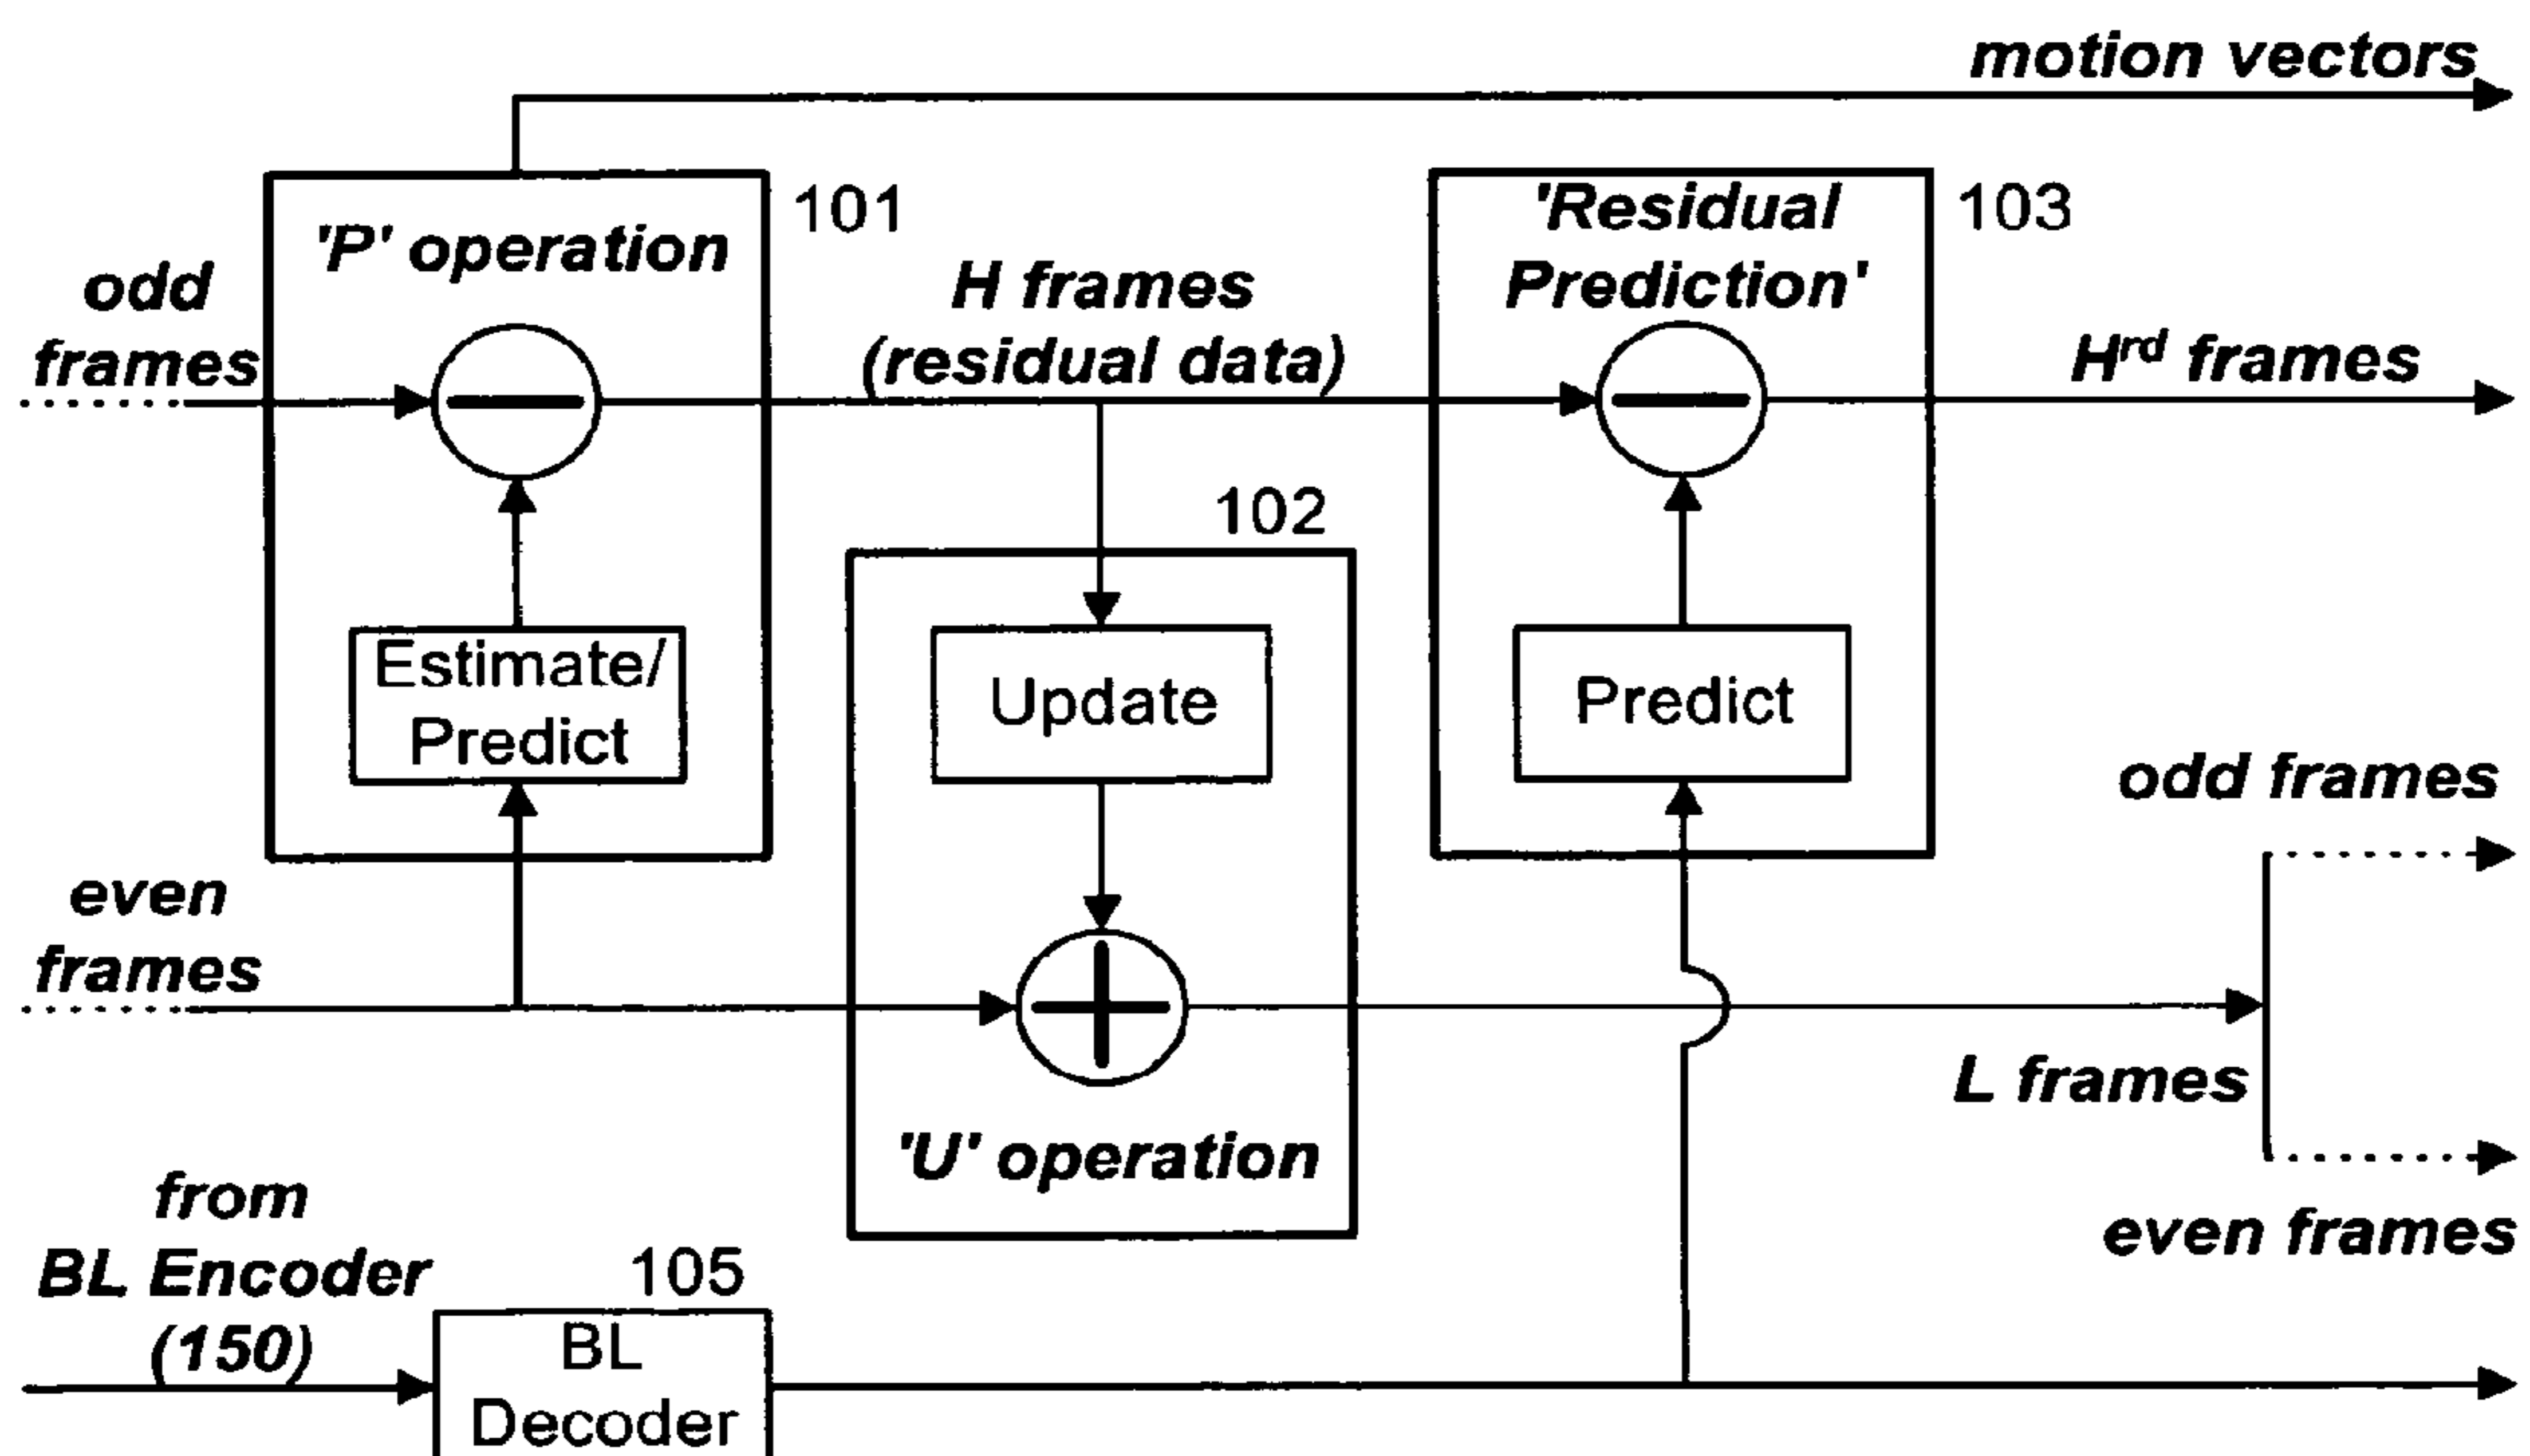 motion vectors
'P' operation
101
odd
frames
H frames
(residual data)
'Residual
Prediction'
103
Hrd frames
102
Estimate/
Predict
Update
Predict
odd frames
even
frames
L frames
'U' operation
even frames
from
BL Encoder
(150)
105
BL
Decoder